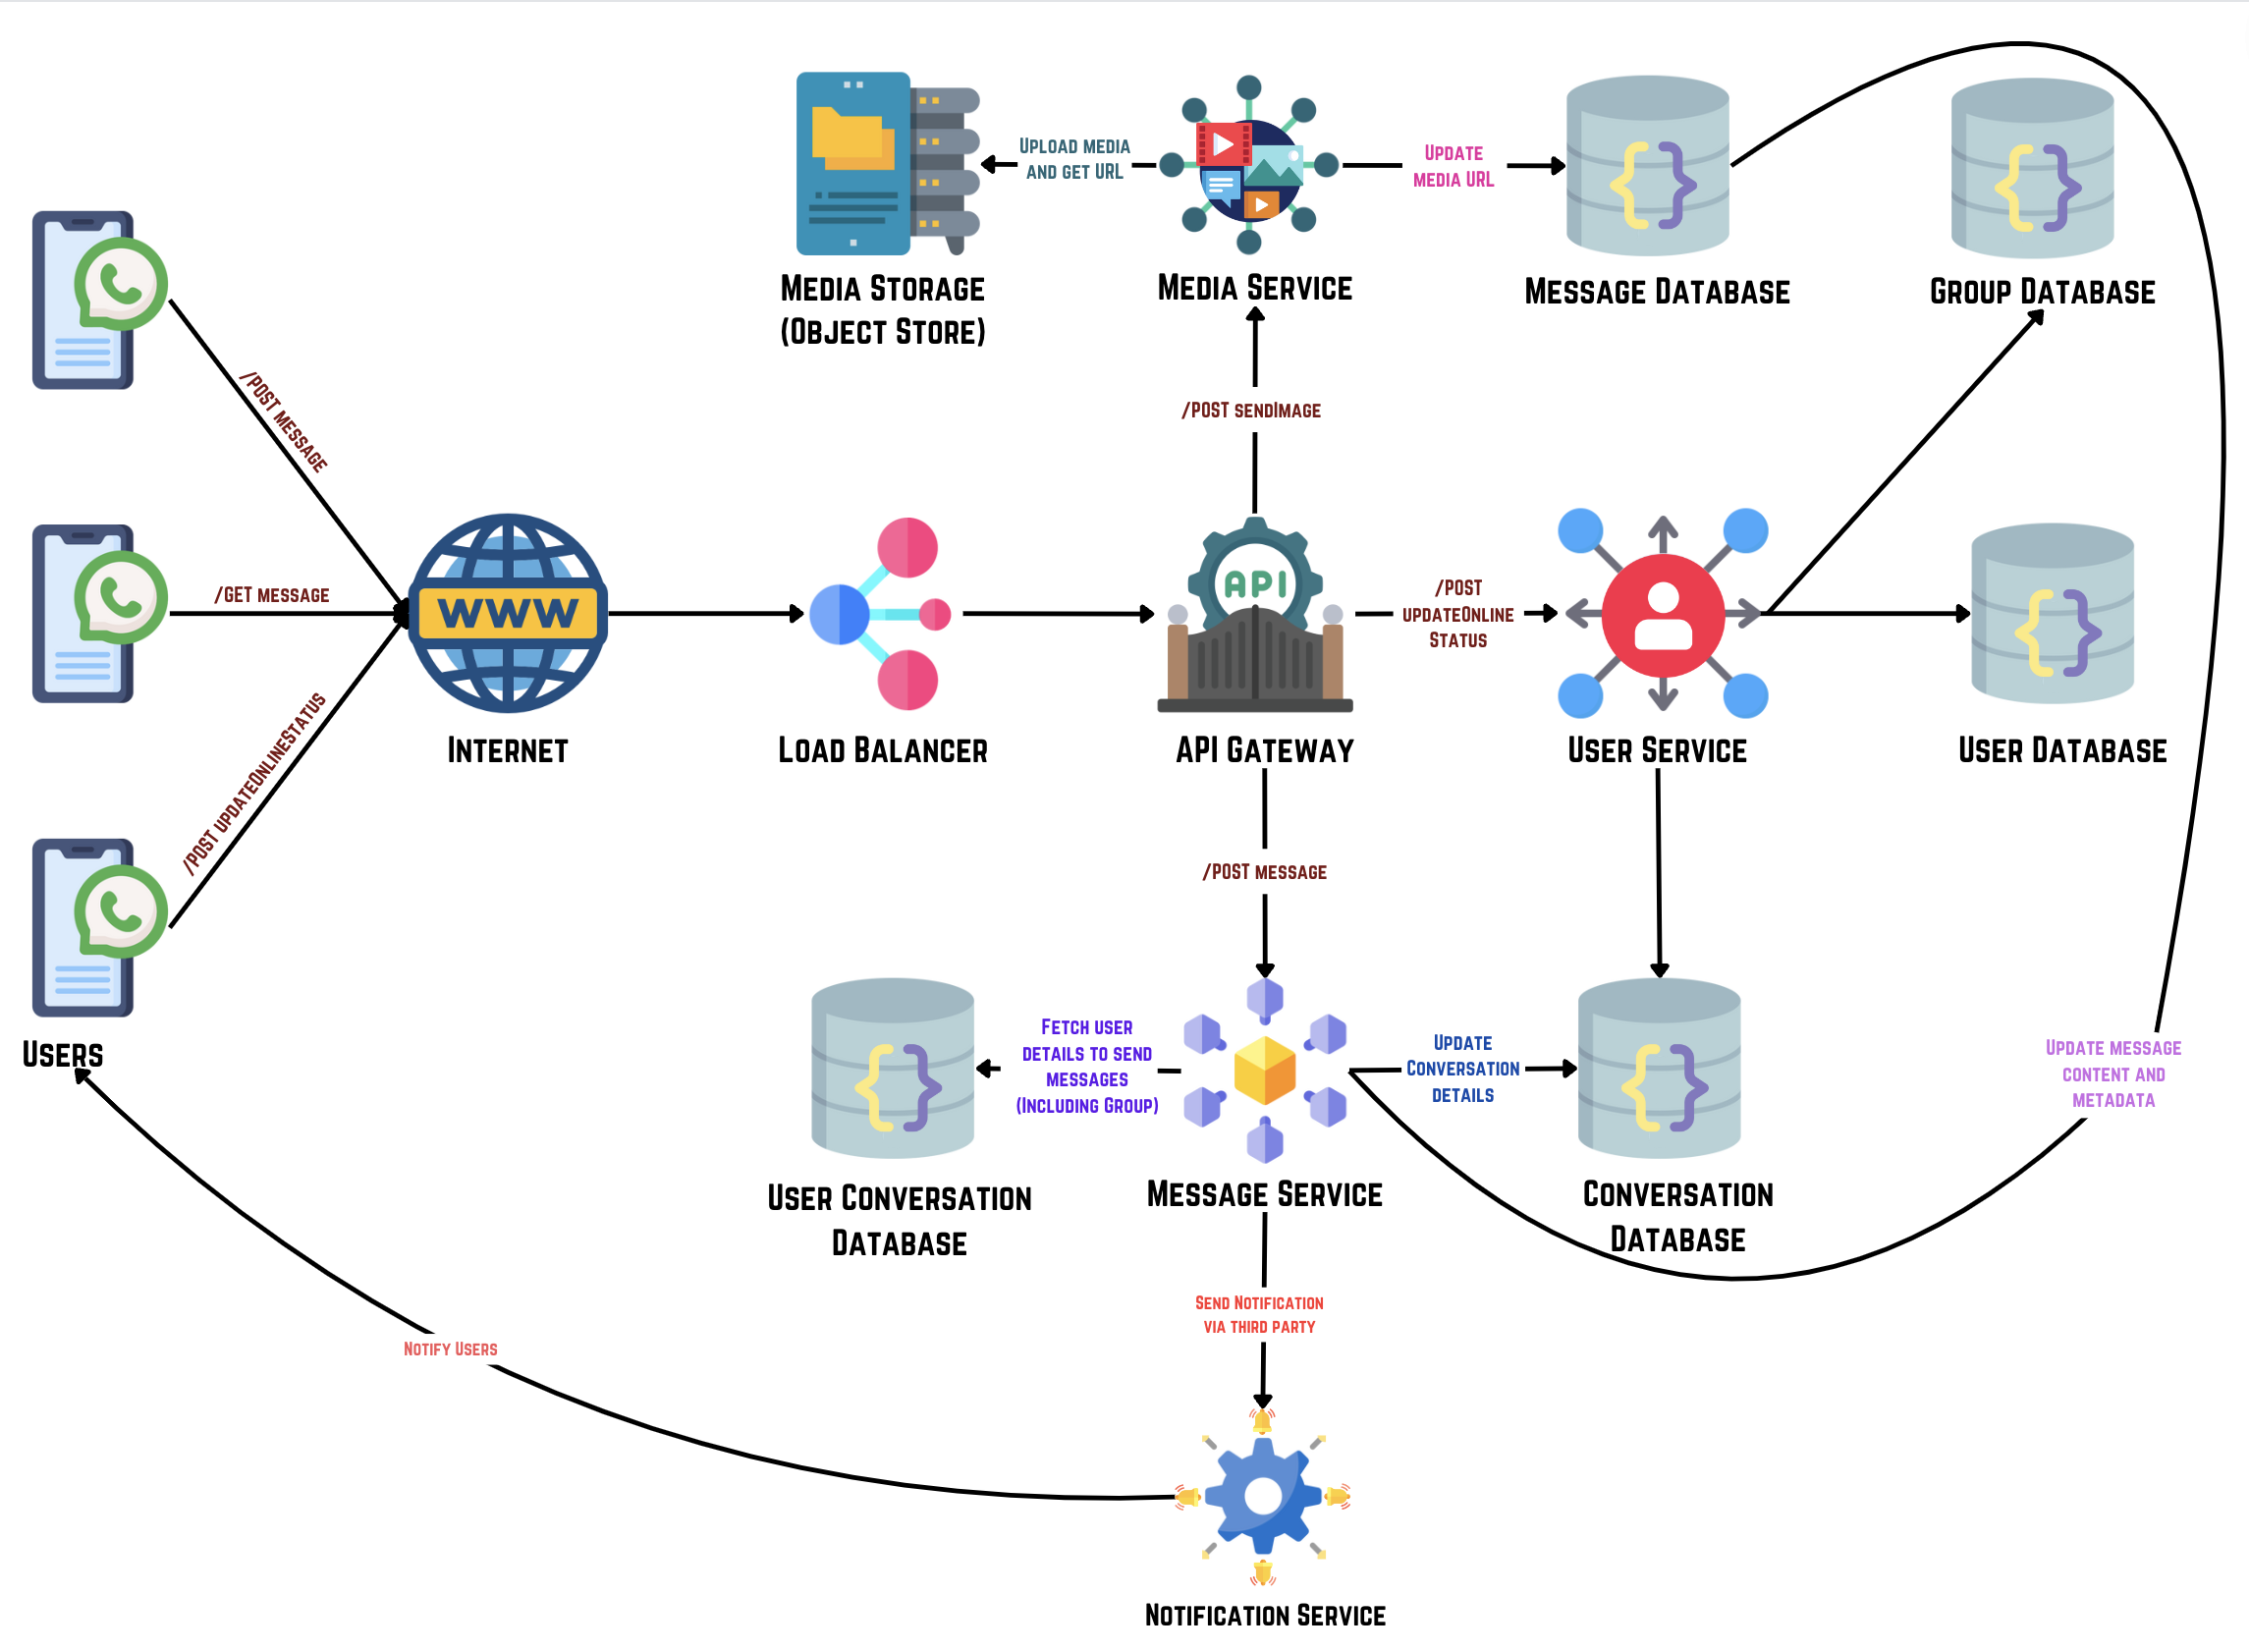 Upload media
and get URL
Update
media URL
Media Storage
(Object Store)
Media Service
Message Database
Group Database
/POST message
/POST sendImage
/GET message
WWW
API
/POST
updateOnline
Status
/POST updateOnlineStatus
Internet
Load Balancer
API Gateway
User Service
User Database
/POST message
Users
Fetch user
details to send
messages
(Including Group)
Update
Conversation
details
Update message
content and
metadata
User Conversation
Database
Message Service
Conversation
Database
Send Notification
via third party
Notify Users
Notification Service